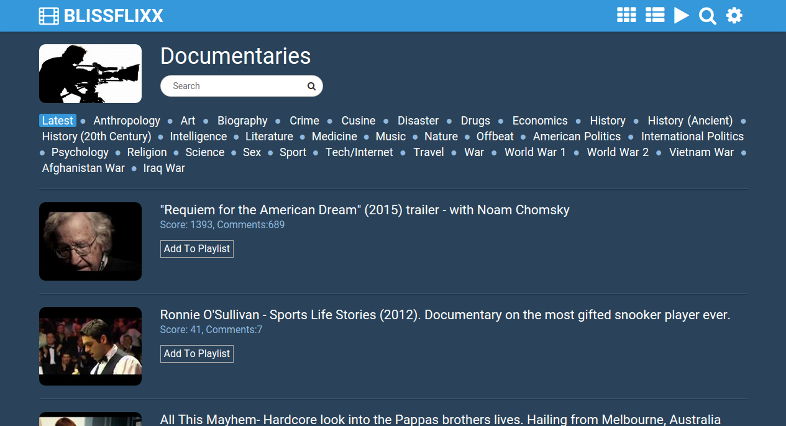 BLISSFLIXX
Documentaries
Search
Latest • Anthropology • Art • Biography • Crime • Cusine • Disaster • Drugs • Economics • History • History (Ancient) •
History (20th Century) • Intelligence • Literature • Medicine • Music • Nature • Offbeat • American Politics • International Politics
• Psychology • Religion • Science • Sex • Sport • Tech/Internet • Travel • War • World War 1 • World War 2 • Vietnam War •
Afghanistan War • Iraq War
"Requiem for the American Dream" (2015) trailer - with Noam Chomsky
Score: 1393, Comments:689
Add To Playlist
Ronnie O'Sullivan - Sports Life Stories (2012). Documentary on the most gifted snooker player ever.
Score: 41, Comments:7
Add To Playlist
All This Mayhem- Hardcore look into the Pappas brothers lives. Hailing from Melbourne, Australia